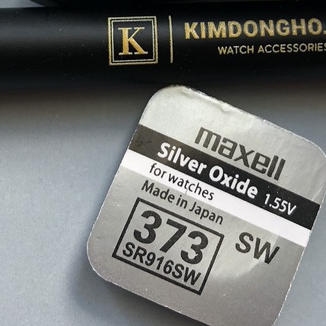 K
KIMDONGHO.
WATCH ACCESSORIES
maxell
Silver Oxide 1.55V
for watches
Made in Japan
373 SW
SR916SW